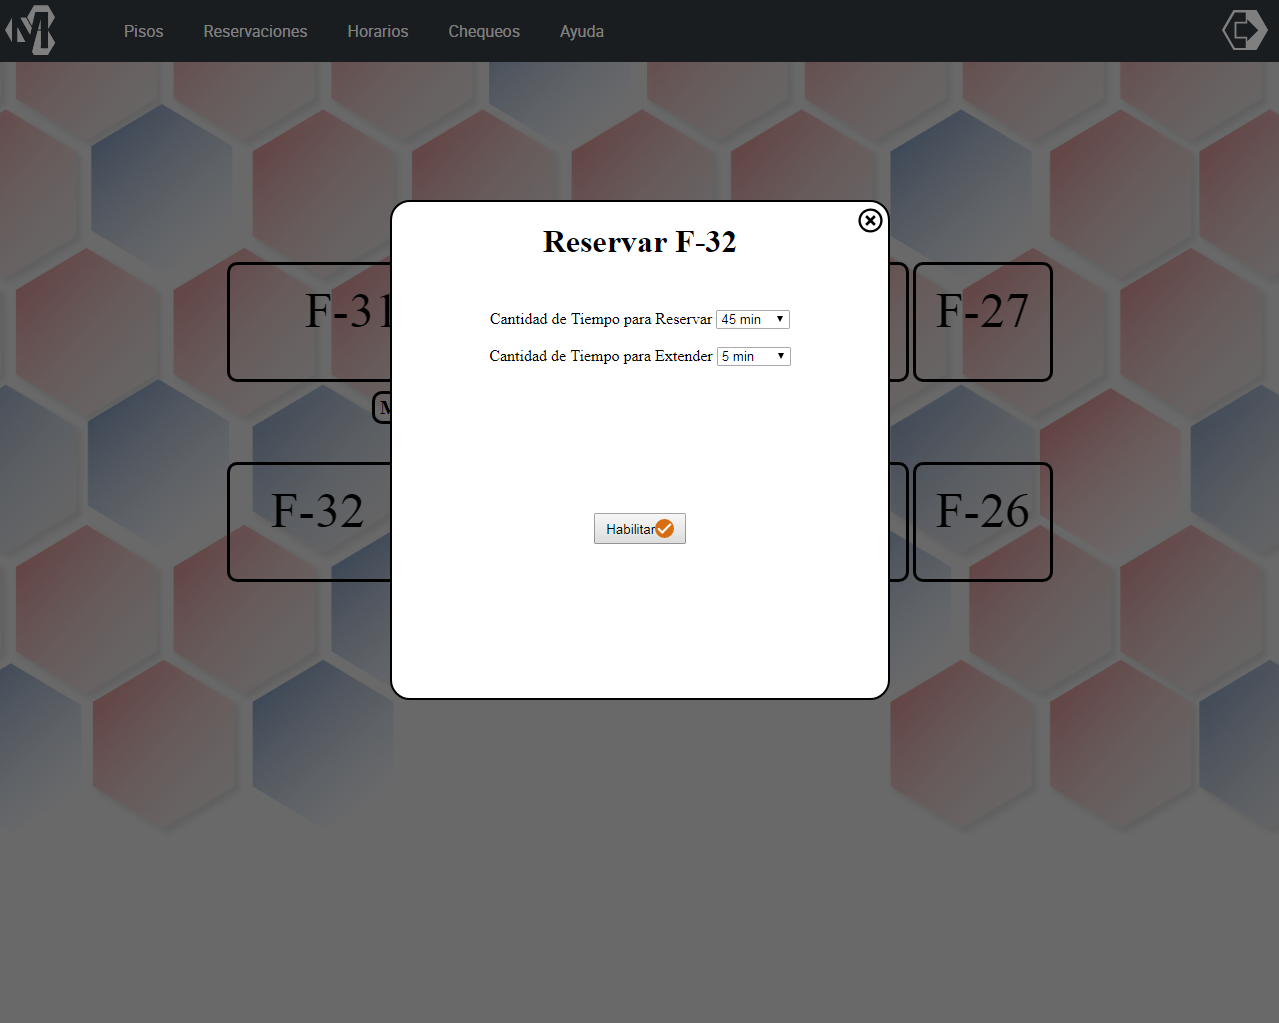 Pisos Reservaciones Horarios Chequeos Ayuda
Reservar F-32
Cantidad de Tiempo para Reservar 45 min
Cantidad de Tiempo para Extender 5 min
Habilitar
F-31 F-27
M
F-32 F-26